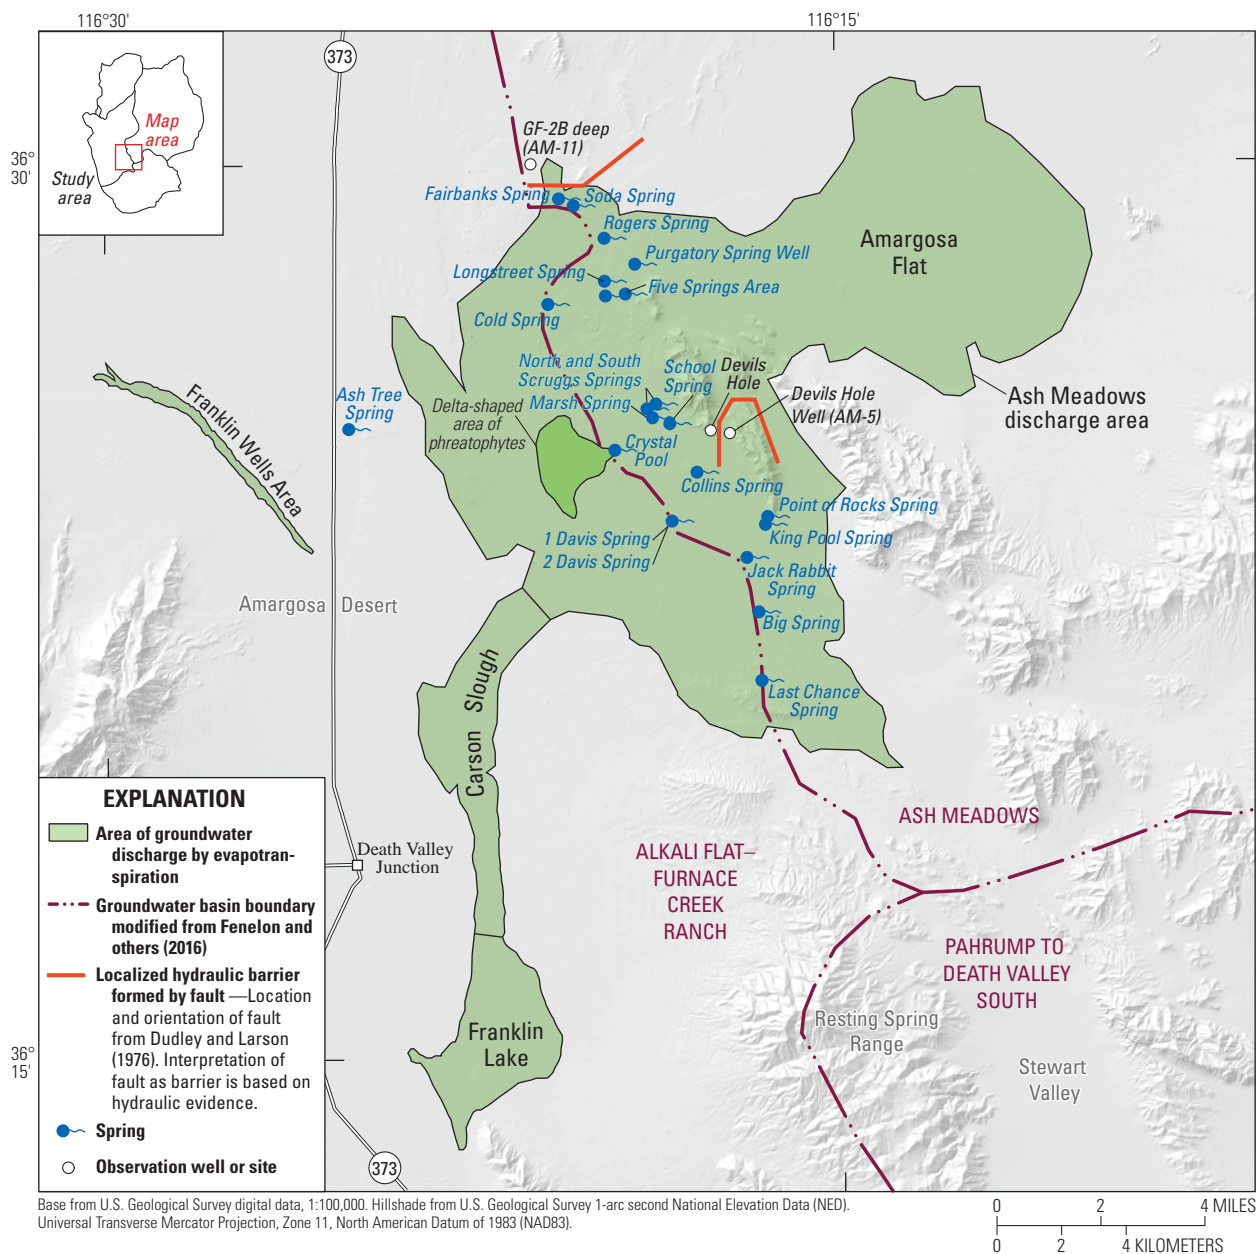 116°30'
116°15'
373
Map
area
Study
area
36°
30'
GF-2B deep
(AM-11)
Fairbanks Spring
Soda Spring
Rogers Spring
Purgatory Spring Well
Longstreet Spring
Five Springs Area
Cold Spring
Amargosa
Flat
North and South
Scruggs Springs
School
Spring
Devils
Hole
Marsh Spring
Devils Hole
Well (AM-5)
Ash Meadows
discharge area
Ash Tree
Spring
Delta-shaped
area of
phreatophytes
Franklin Wells Area
Crystal
Pool
Collins Spring
Point of Rocks Spring
King Pool Spring
1 Davis Spring
2 Davis Spring
Jack Rabbit
Spring
Big Spring
Amargosa Desert
Last Chance
Spring
Carson Slough
Death Valley
Junction
ASH MEADOWS
ALKALI FLAT–
FURNACE
CREEK
RANCH
PAHRUMP TO
DEATH VALLEY
SOUTH
Resting Spring
Range
Stewart
Valley
Franklin
Lake
36°
15'
373
EXPLANATION
Area of groundwater
discharge by evapotran-
spiration
Groundwater basin boundary
modified from Fenelon and
others (2016)
Localized hydraulic barrier
formed by fault —Location
and orientation of fault
from Dudley and Larson
(1976). Interpretation of
fault as barrier is based on
hydraulic evidence.
Spring
Observation well or site
Base from U.S. Geological Survey digital data, 1:100,000. Hillshade from U.S. Geological Survey 1-arc second National Elevation Data (NED).
Universal Transverse Mercator Projection, Zone 11, North American Datum of 1983 (NAD83).
0 2 4 MILES
0 2 4 KILOMETERS